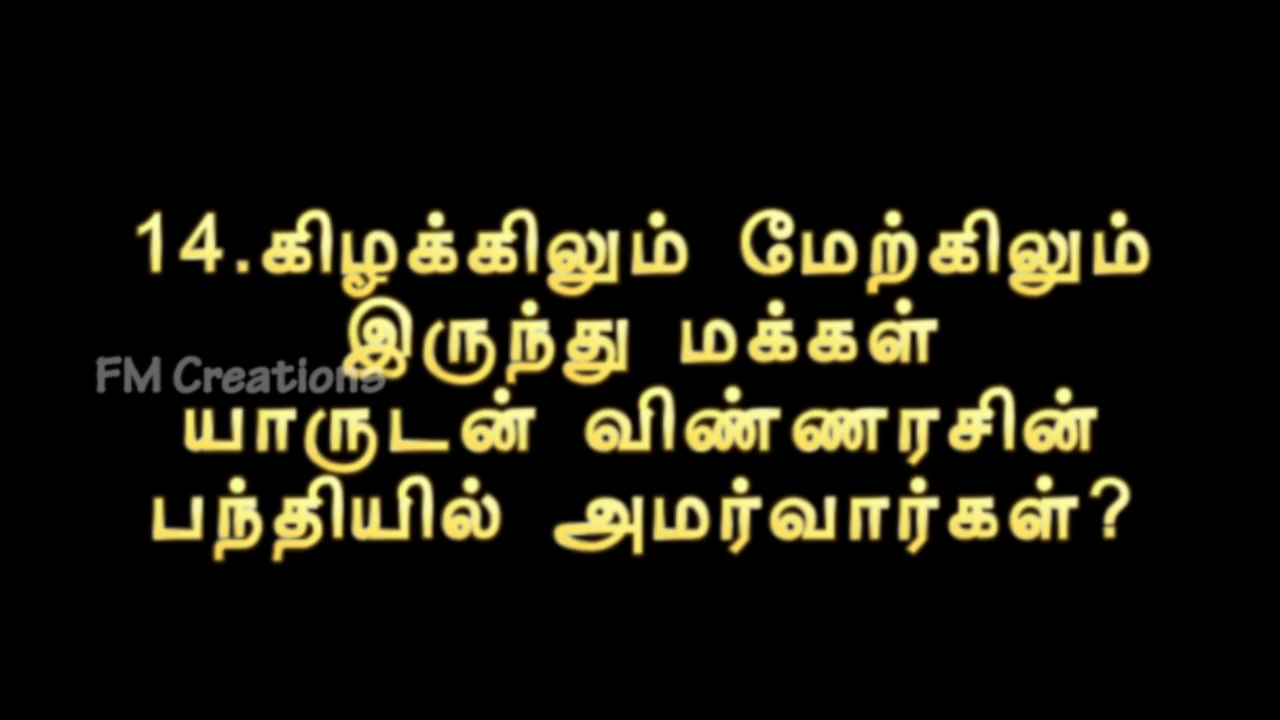 14.கிழக்கிலும் மேற்கிலும்
இருந்து மக்கள்
FM Creations
யாருடன் விண்ணரசின்
பந்தியில் அமர்வார்கள்?